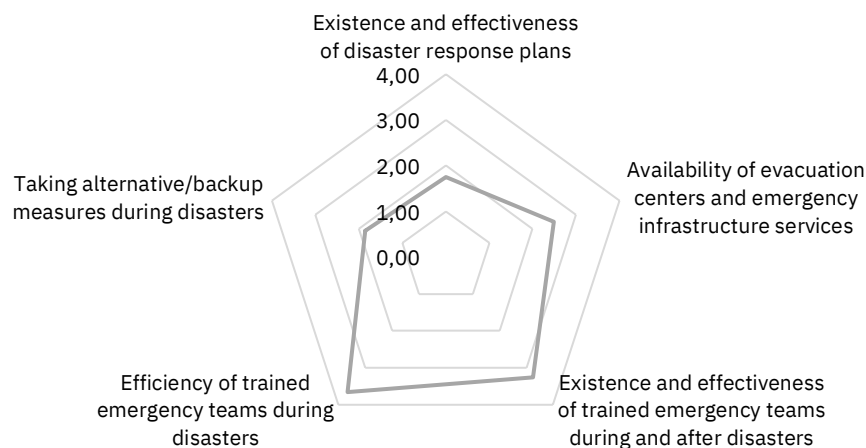 Existence and effectiveness
of disaster response plans
4,00
3,00
2,00
1,00
0,00
Availability of evacuation
centers and emergency
infrastructure services
Existence and effectiveness
of trained emergency teams
during and after disasters
Efficiency of trained
emergency teams during
disasters
Taking alternative/backup
measures during disasters